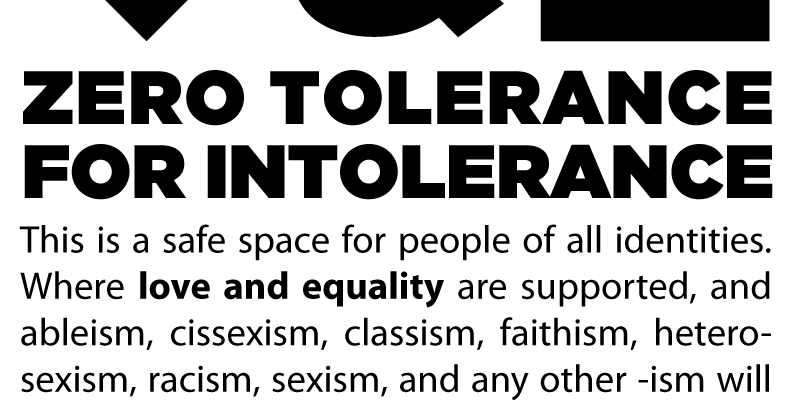 ZERO TOLERANCE
FOR INTOLERANCE
This is a safe space for people of all identities.
Where love and equality are supported, and
ableism, cissexism, classism, faithism, hetero-
sexism, racism, sexism, and any other -ism will